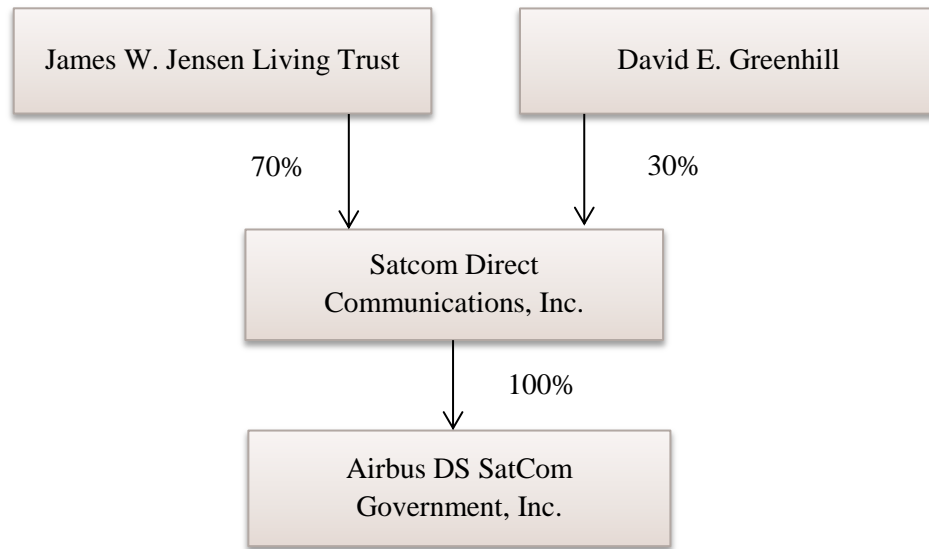 James W. Jensen Living Trust
David E. Greenhill
70%
30%
Satcom Direct
Communications, Inc.
100%
Airbus DS SatCom
Government, Inc.